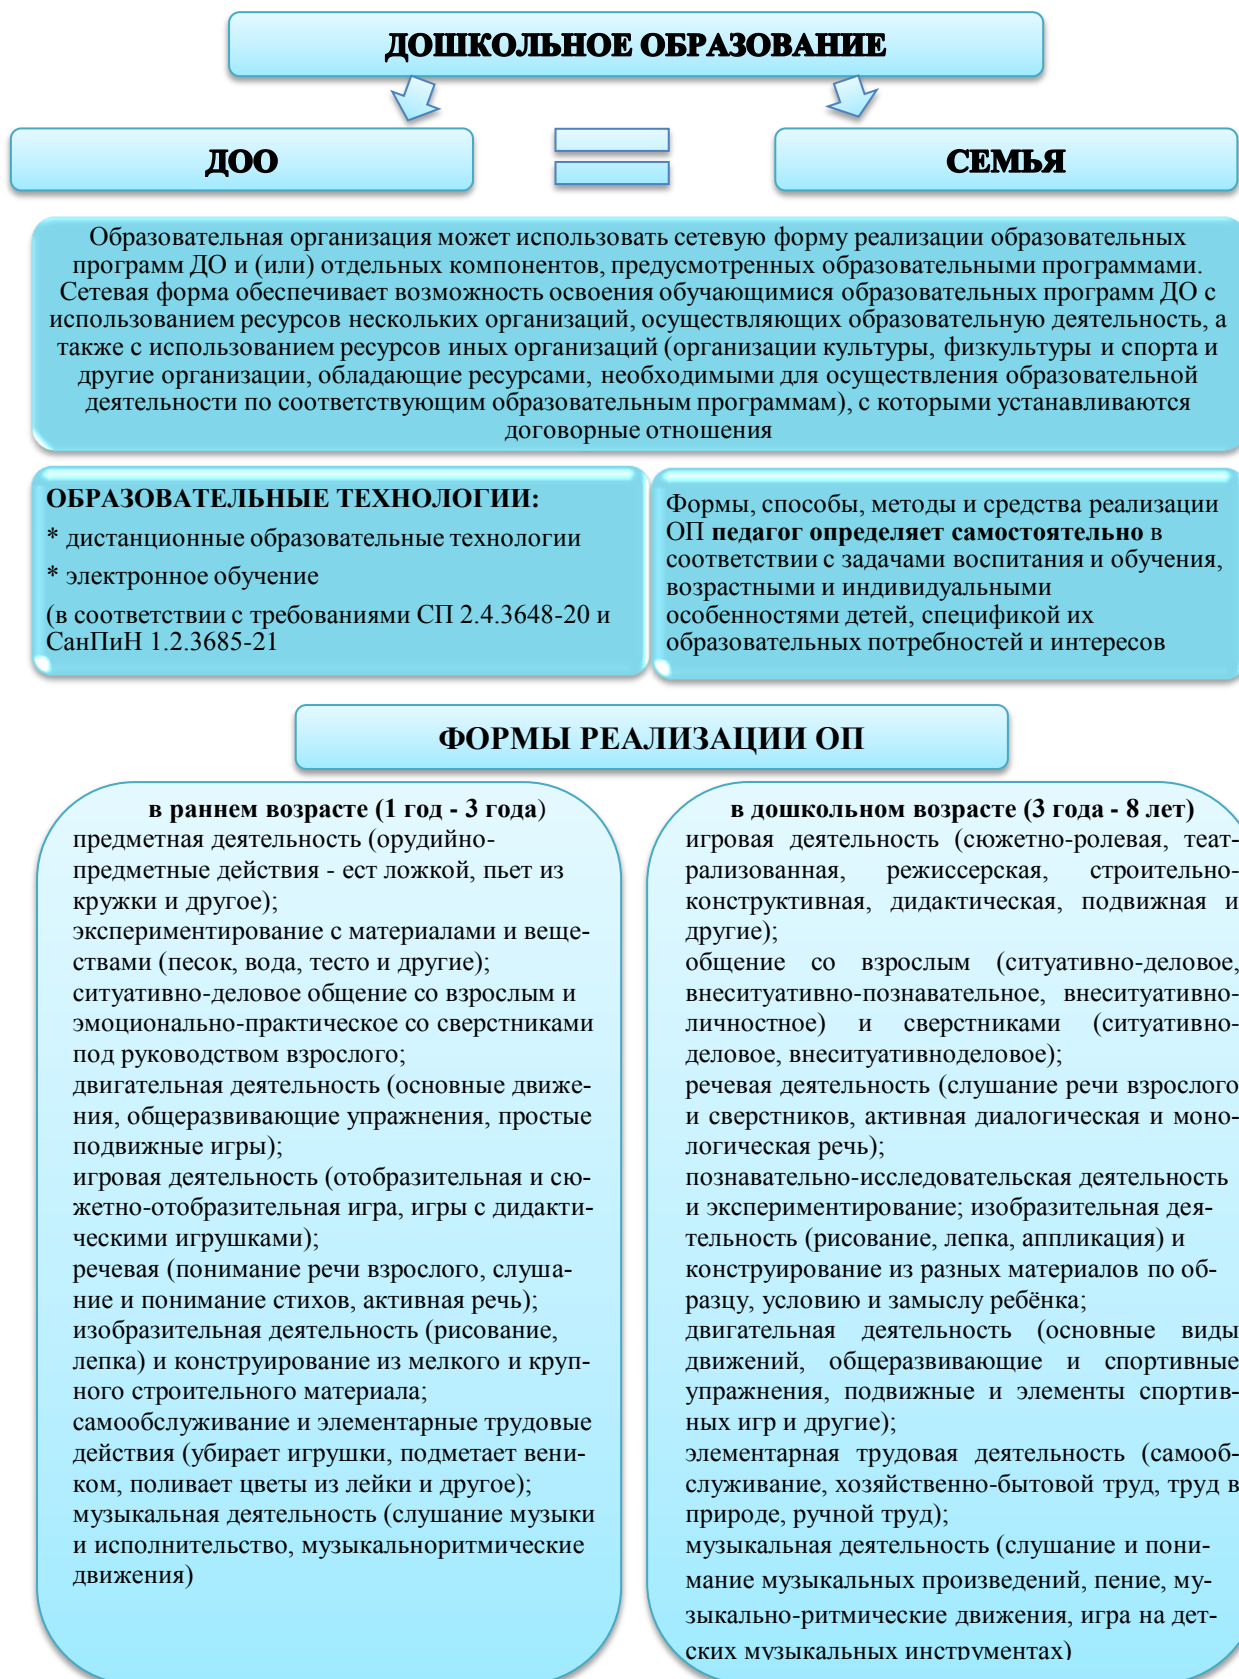 ДОШКОЛЬНОЕ ОБРАЗОВАНИЕ
ДОО
СЕМЬЯ
Образовательная организация может использовать сетевую форму реализации образовательных
программ ДО и (или) отдельных компонентов, предусмотренных образовательными программами.
Сетевая форма обеспечивает возможность освоения обучающимися образовательных программ ДО с
использованием ресурсов нескольких организаций, осуществляющих образовательную деятельность, а
также с использованием ресурсов иных организаций (организации культуры, физкультуры и спорта и
другие организации, обладающие ресурсами, необходимыми для осуществления образовательной
деятельности по соответствующим образовательным программам), с которыми устанавливаются
договорные отношения
ОБРАЗОВАТЕЛЬНЫЕ ТЕХНОЛОГИИ:
* дистанционные образовательные технологии
* электронное обучение
(в соответствии с требованиями СП 2.4.3648-20 и
СанПиН 1.2.3685-21
Формы, способы, методы и средства реализации
ОП педагог определяет самостоятельно в
соответствии с задачами воспитания и обучения,
возрастными и индивидуальными
особенностями детей, спецификой их
образовательных потребностей и интересов
ФОРМЫ РЕАЛИЗАЦИИ ОП
в раннем возрасте (1 год - 3 года)
предметная деятельность (орудийно-
предметные действия - ест ложкой, пьет из
кружки и другое);
экспериментирование с материалами и веще-
ствами (песок, вода, тесто и другие);
ситуативно-деловое общение со взрослым и
эмоционально-практическое со сверстниками
под руководством взрослого;
двигательная деятельность (основные движе-
ния, общеразвивающие упражнения, простые
подвижные игры);
игровая деятельность (отобразительная и сю-
жетно-отобразительная игра, игры с дидакти-
ческими игрушками);
речевая (понимание речи взрослого, слуша-
ние и понимание стихов, активная речь);
изобразительная деятельность (рисование,
лепка) и конструирование из мелкого и круп-
ного строительного материала;
самообслуживание и элементарные трудовые
действия (убирает игрушки, подметает вени-
ком, поливает цветы из лейки и другое);
музыкальная деятельность (слушание музыки
и исполнительство, музыкальноритмические
движения)
в дошкольном возрасте (3 года - 8 лет)
игровая деятельность (сюжетно-ролевая, теат-
рализованная, режиссерская, строительно-
конструктивная, дидактическая, подвижная и
другие);
общение со взрослым (ситуативно-деловое,
внеситуативно-познавательное, внеситуативно-
личностное) и сверстниками (ситуативно-
деловое, внеситуативноделовое);
речевая деятельность (слушание речи взрослого
и сверстников, активная диалогическая и моно-
логическая речь);
познавательно-исследовательская деятельность
и экспериментирование; изобразительная дея-
тельность (рисование, лепка, аппликация) и
конструирование из разных материалов по об-
разцу, условию и замыслу ребёнка;
двигательная деятельность (основные виды
движений, общеразвивающие и спортивные
упражнения, подвижные и элементы спортив-
ных игр и другие);
элементарная трудовая деятельность (самооб-
служивание, хозяйственно-бытовой труд, труд в
природе, ручной труд);
музыкальная деятельность (слушание и пони-
мание музыкальных произведений, пение, му-
зыкально-ритмические движения, игра на дет-
ских музыкальных инструментах)